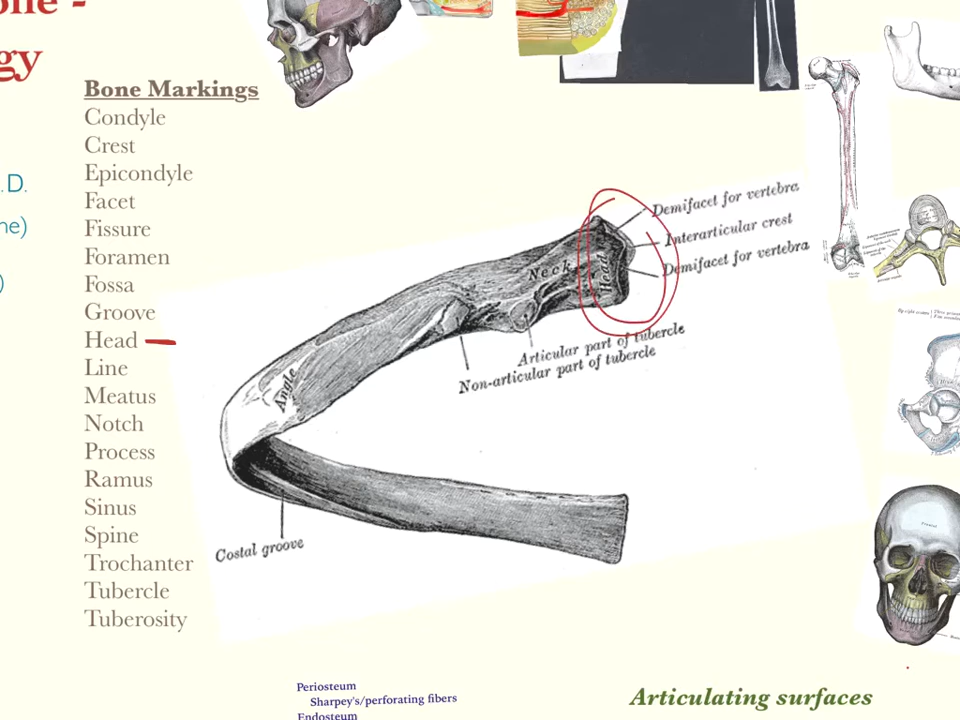 gy
Bone Markings
Condyle
Crest
Epicondyle
Facet
Fissure
Foramen
Fossa
Groove
Head
Line
Meatus
Notch
Process
Ramus
Sinus
Spine
Trochanter
Tubercle
Tuberosity
.D.
ne)
)
Demifacet for vertebra
Interarticular crest
Demifacet for vertebra
Neck
Head
Articular part of tubercle
Non-articular part of tubercle
Angle
Costal groove
Periosteum
Sharpey's/perforating fibers
Endosteum
Articulating surfaces